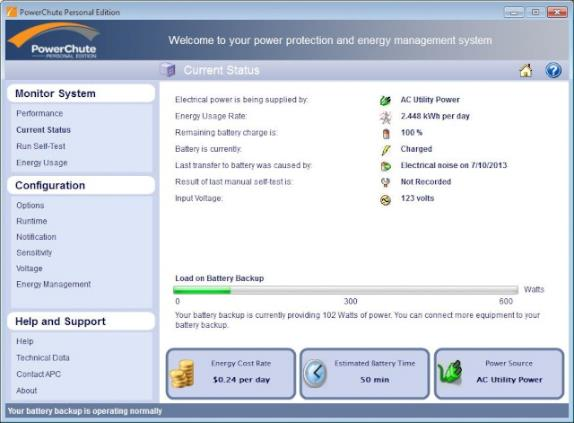 PowerChute Personal Edition
PowerChute
PERSONAL EDITION
Welcome to your power protection and energy management system
Current Status
Monitor System
Performance
Current Status
Run Self-Test
Energy Usage
Configuration
Options
Runtime
Notification
Sensitivity
Voltage
Energy Management
Help and Support
Help
Technical Data
Contact APC
About
Electrical power is being supplied by: AC Utility Power
Energy Usage Rate: 2.448 kWh per day
Remaining battery charge is: 100 %
Battery is currently: Charged
Last transfer to battery was caused by: Electrical noise on 7/10/2013
Result of last manual self-test is: Not Recorded
Input Voltage: 123 volts
Load on Battery Backup
Watts
0 300 600
Your battery backup is currently providing 102 Watts of power. You can connect more equipment to your
battery backup.
Energy Cost Rate
$0.24 per day
Estimated Battery Time
50 min
Power Source
AC Utility Power
Your battery backup is operating normally